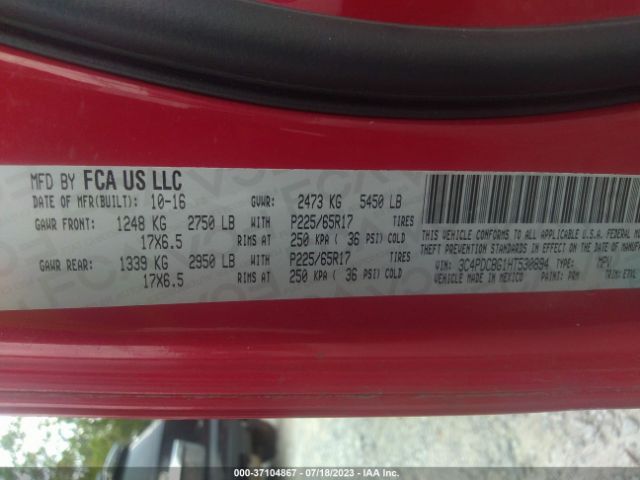 MFD BY FCA US LLC
DATE OF MFR(BUILT): 10-16 GVWR: 2473 KG 5450 LB
GAWR FRONT: 1248 KG 2750 LB WITH P225/65R17 TIRES
17X6.5 RIMS AT 250 KPA ( 36 PSI) COLD
GAWR REAR: 1339 KG 2950 LB WITH P225/65R17 TIRES
17X6.5 RIMS AT 250 KPA ( 36 PSI) COLD
THIS VEHICLE CONFORMS TO ALL APPLICABLE U.S.A. FEDERAL
THEFT PREVENTION STANDARDS IN EFFECT ON THE DATE OF
VIN: 3C4PDCBG1HT530894 TYPE: MPV
VEHICLE MADE IN MEXICO PAINT: PRM TRIM:
000-37104867 / 07/18/2023 - IAA Inc.